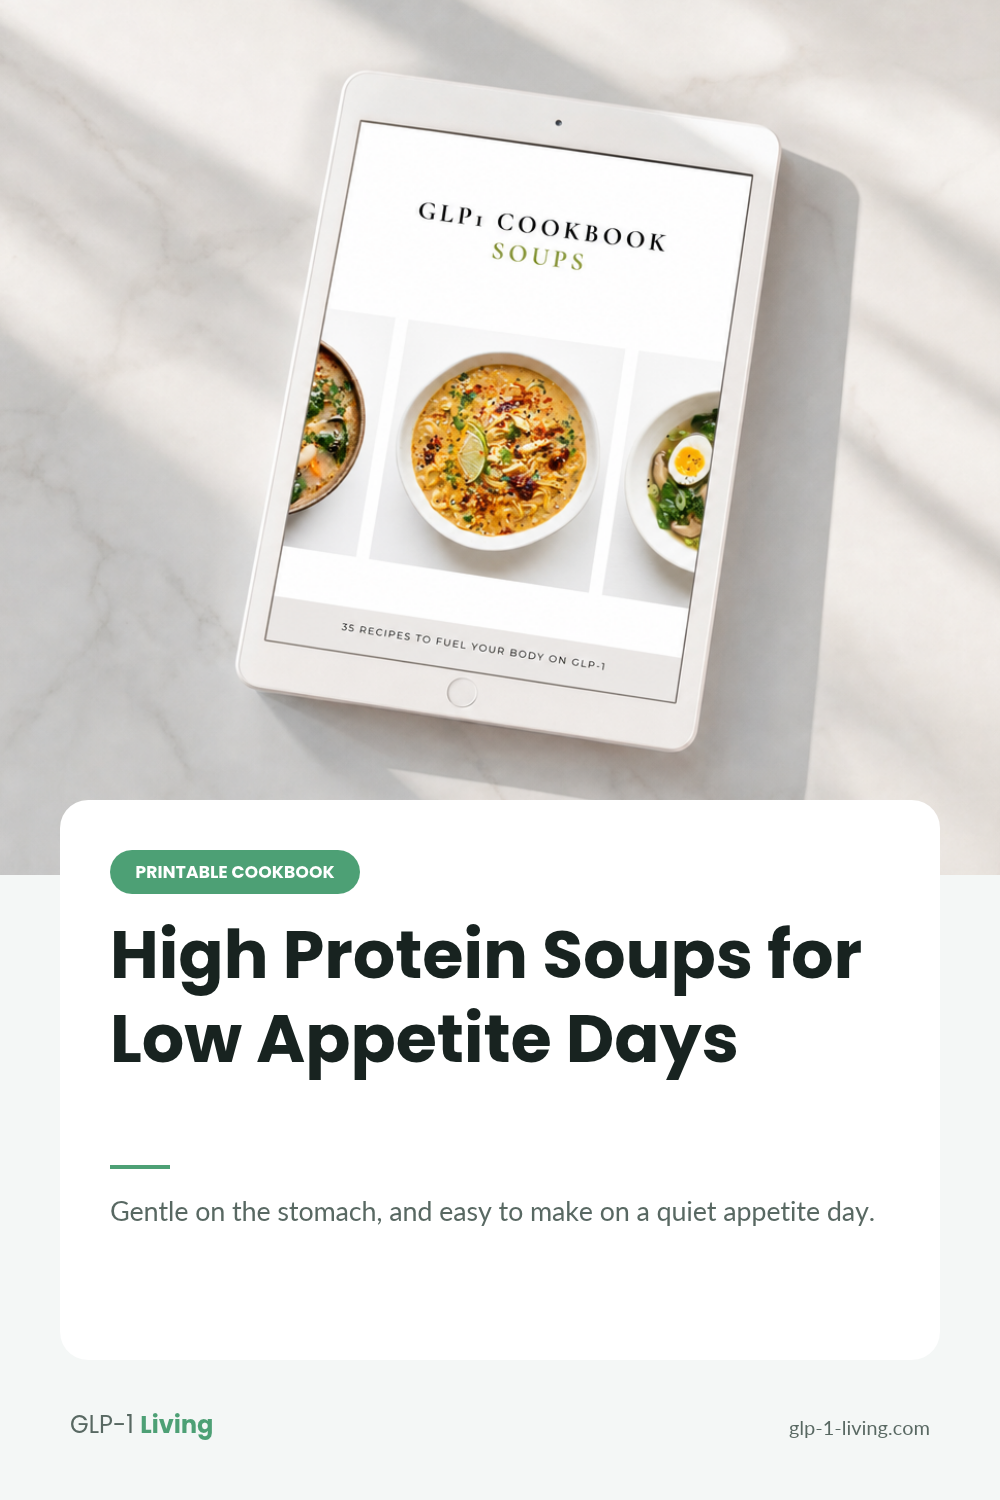 GLP1 COOKBOOK
SOUPS
35 RECIPES TO FUEL YOUR BODY ON GLP-1
PRINTABLE COOKBOOK
High Protein Soups for
Low Appetite Days
Gentle on the stomach, and easy to make on a quiet appetite day.
GLP-1 Living
glp-1-living.com